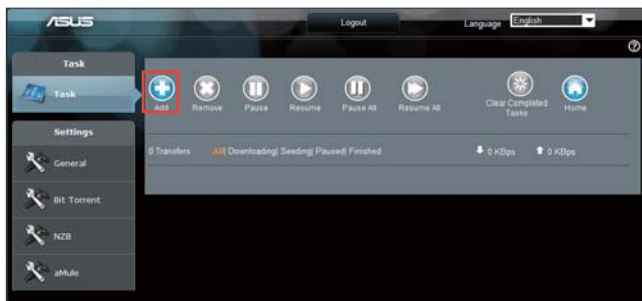 ASUS
Logout
Language English
Task
Task
Settings
General
Bit Torrent
NZB
aMule
Add
Remove
Pause
Resume
Pause All
Resume All
Clear Completed
Tasks
Home
0 Transfers All| Downloading| Seeding| Paused| Finished 0 KBps 0 KBps